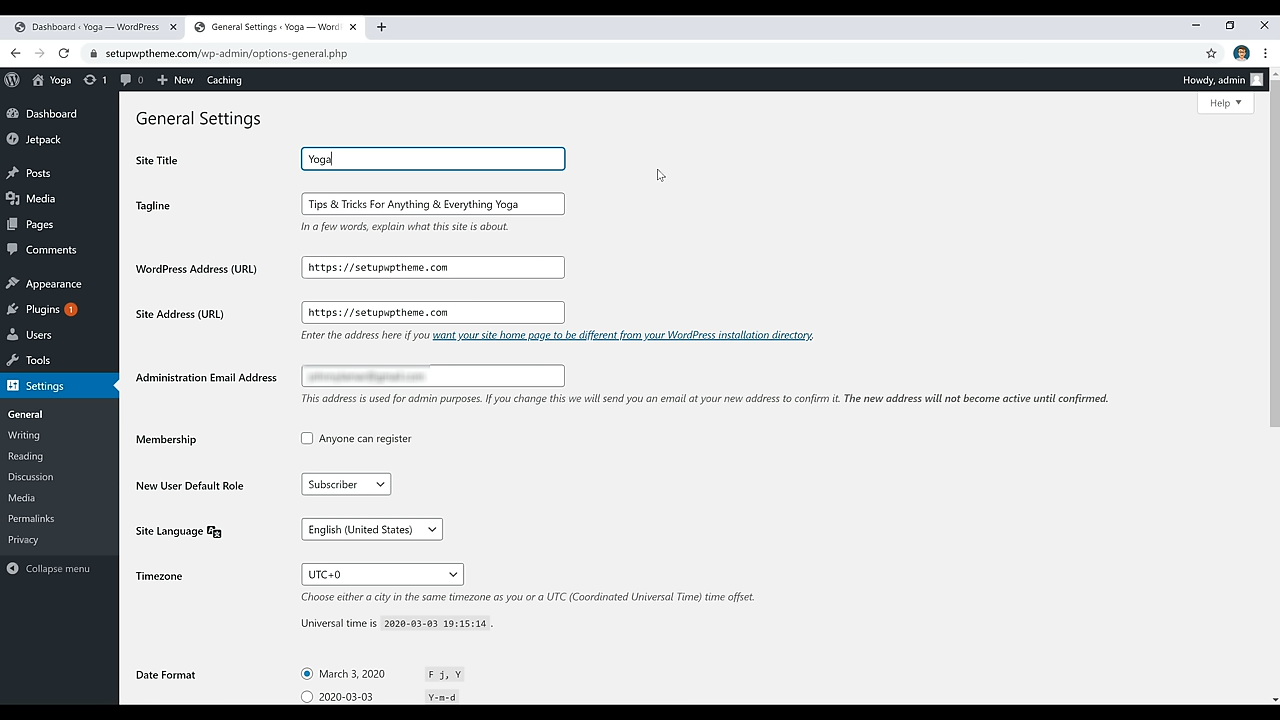 Dashboard ‹ Yoga — WordPress
General Settings ‹ Yoga — Word
setupwptheme.com/wp-admin/options-general.php
Yoga 1 0 New Caching
Howdy, admin
Help
Dashboard
Jetpack
Posts
Media
Pages
Comments
Appearance
Plugins 1
Users
Tools
Settings
General
Writing
Reading
Discussion
Media
Permalinks
Privacy
Collapse menu
General Settings
Site Title Yoga
Tagline Tips & Tricks For Anything & Everything Yoga
In a few words, explain what this site is about.
WordPress Address (URL) https://setupwptheme.com
Site Address (URL) https://setupwptheme.com
Enter the address here if you want your site home page to be different from your WordPress installation directory.
Administration Email Address
This address is used for admin purposes. If you change this we will send you an email at your new address to confirm it. The new address will not become active until confirmed.
Membership Anyone can register
New User Default Role Subscriber
Site Language English (United States)
Timezone UTC+0
Choose either a city in the same timezone as you or a UTC (Coordinated Universal Time) time offset.
Universal time is 2020-03-03 19:15:14 .
Date Format March 3, 2020 F j, Y
2020-03-03 Y-m-d